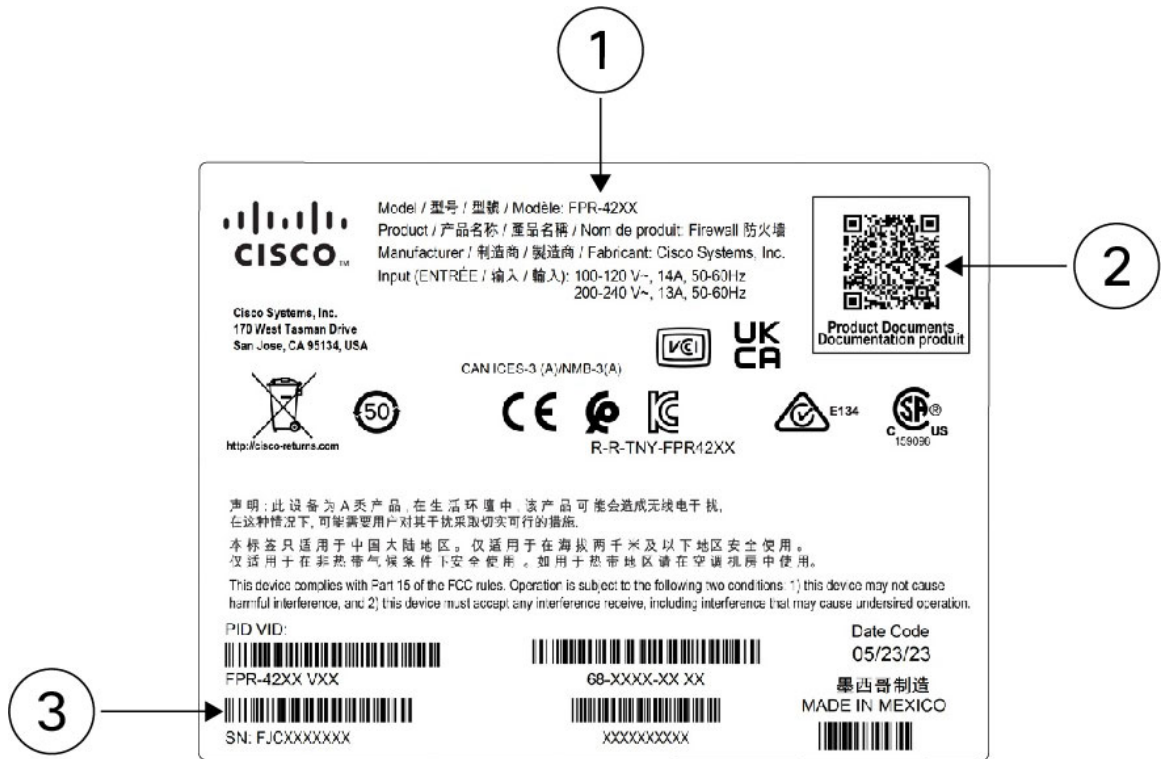 1
Model / 型号 / 型號 / Modèle: FPR-42XX
Product / 产品名称 / 產品名稱 / Nom de produit: Firewall 防火墙
Manufacturer / 制造商 / 製造商 / Fabricant: Cisco Systems, Inc.
Input (ENTRÉE / 输入 / 輸入): 100-120 V~, 14A, 50-60Hz
200-240 V~, 13A, 50-60Hz
CISCO TM
2
Product Documents
Documentation produit
Cisco Systems, Inc.
170 West Tasman Drive
San Jose, CA 95134, USA
VCI
UK
CA
CAN ICES-3 (A)/NMB-3(A)
50
CE
E134
SA ®
C US
159096
http://cisco-returns.com
R-R-TNY-FPR42XX
声明:此设备为A类产品,在生活环境中,该产品可能会造成无线电干扰,
在这种情况下,可能需要用户对其干扰采取切实可行的措施.
本标签只适用于中国大陆地区。仅适用于在海拔两千米及以下地区安全使用。
仅适用于在非热带气候条件下安全使用。如用于热带地区请在空调机房中使用。
This device complies with Part 15 of the FCC rules. Operation is subject to the following two conditions: 1) this device may not cause
harmful interference, and 2) this device must accept any interference receive, including interference that may cause undersired operation.
PID VID:
FPR-42XX VXX
68-XXXX-XX XX
Date Code
05/23/23
墨西哥制造
MADE IN MEXICO
3
SN: FJCXXXXXXX
XXXXXXXXXX